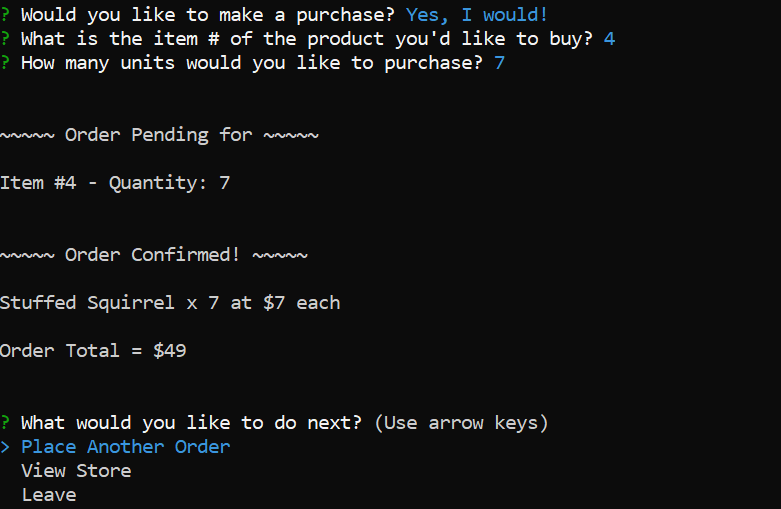 ? Would you like to make a purchase? Yes, I would!
? What is the item # of the product you'd like to buy? 4
? How many units would you like to purchase? 7
~~~~~ Order Pending for ~~~~~
Item #4 - Quantity: 7
~~~~~ Order Confirmed! ~~~~~
Stuffed Squirrel x 7 at $7 each
Order Total = $49
? What would you like to do next? (Use arrow keys)
> Place Another Order
View Store
Leave